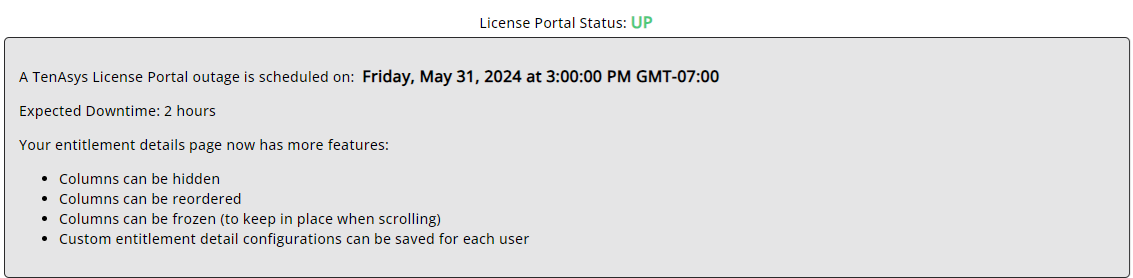 License Portal Status: UP
A TenAsys License Portal outage is scheduled on: Friday, May 31, 2024 at 3:00:00 PM GMT-07:00
Expected Downtime: 2 hours
Your entitlement details page now has more features:
• Columns can be hidden
• Columns can be reordered
• Columns can be frozen (to keep in place when scrolling)
• Custom entitlement detail configurations can be saved for each user